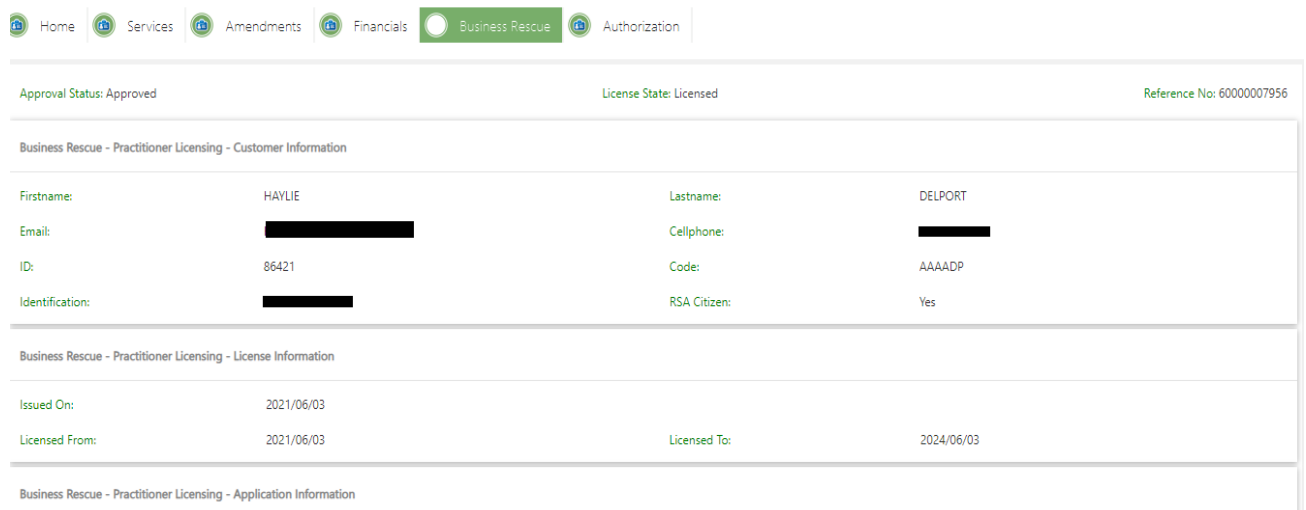 Home Services Amendments Financials Business Rescue Authorization
Approval Status: Approved License State: Licensed Reference No: 60000007956
Business Rescue - Practitioner Licensing - Customer Information
Firstname: HAYLIE Lastname: DELPORT
Email: Cellphone:
ID: 86421 Code: AAAADP
Identification: RSA Citizen: Yes
Business Rescue - Practitioner Licensing - License Information
Issued On: 2021/06/03
Licensed From: 2021/06/03 Licensed To: 2024/06/03
Business Rescue - Practitioner Licensing - Application Information